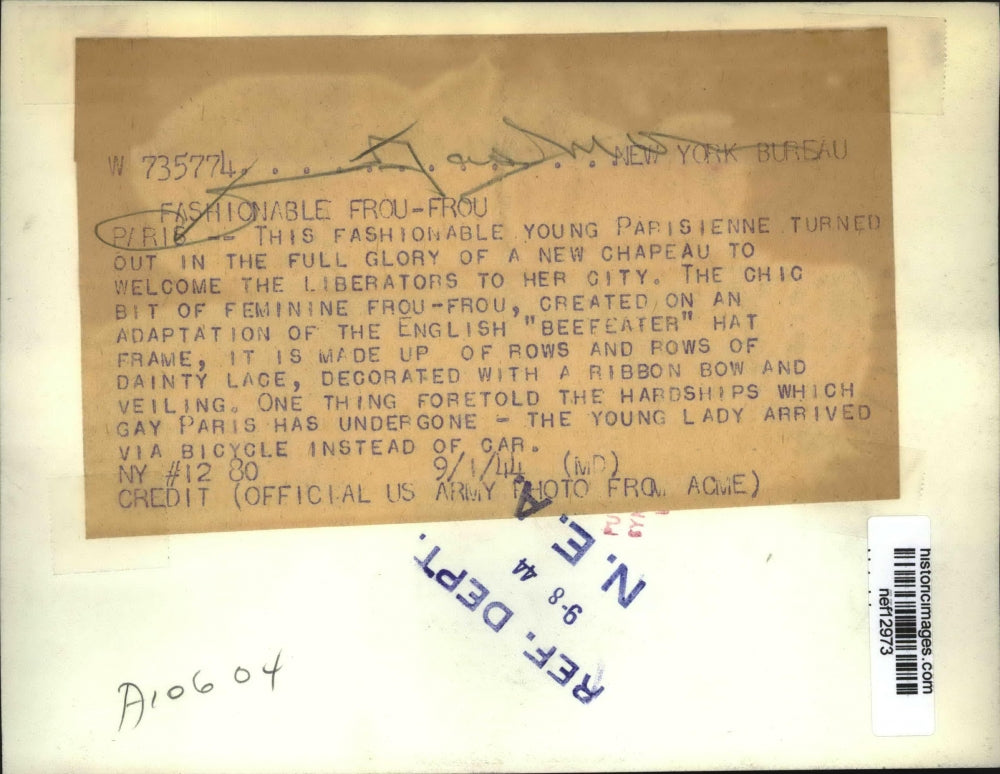 W 735774. . . . . . . . . . . . NEW YORK BUREAU
FASHIONABLE FROU-FROU
PARIS -- THIS FASHIONABLE YOUNG PARISIENNE TURNED
OUT IN THE FULL GLORY OF A NEW CHAPEAU TO
WELCOME THE LIBERATORS TO HER CITY. THE CHIC
BIT OF FEMININE FROU-FROU, CREATED ON AN
ADAPTATION OF THE ENGLISH "BEEFEATER" HAT
FRAME, IT IS MADE UP OF ROWS AND ROWS OF
DAINTY LACE, DECORATED WITH A RIBBON BOW AND
VEILING. ONE THING FORETOLD THE HARDSHIPS WHICH
GAY PARIS HAS UNDERGONE - THE YOUNG LADY ARRIVED
VIA BICYCLE INSTEAD OF CAR.
NY #12 80 9/1/44 (MD)
CREDIT (OFFICIAL US ARMY PHOTO FROM ACME)
REF. DEPT.
9-8 44
N. E. A.
A10604
historicimages.com
nef12973